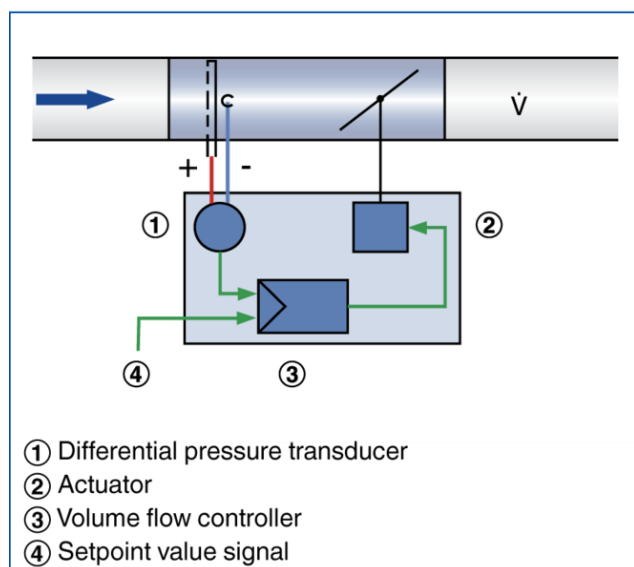 V̇
+ -
①
②
④
③
① Differential pressure transducer
② Actuator
③ Volume flow controller
④ Setpoint value signal